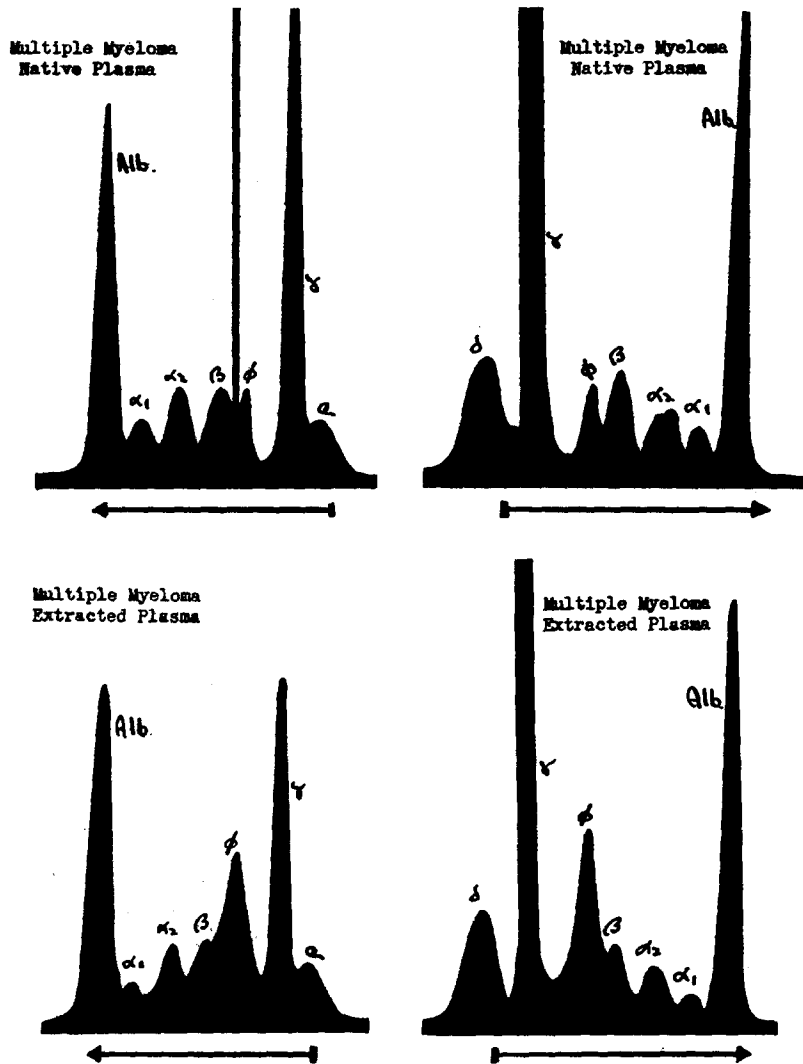 Multiple Myeloma
Native Plasma
Alb.
α1
α2
β
ϕ
γ
e
Multiple Myeloma
Native Plasma
δ
γ
ϕ
β
α2
α1
Alb
Multiple Myeloma
Extracted Plasma
Alb.
α1
α2
β
ϕ
γ
e
Multiple Myeloma
Extracted Plasma
δ
γ
ϕ
β
α2
α1
Alb